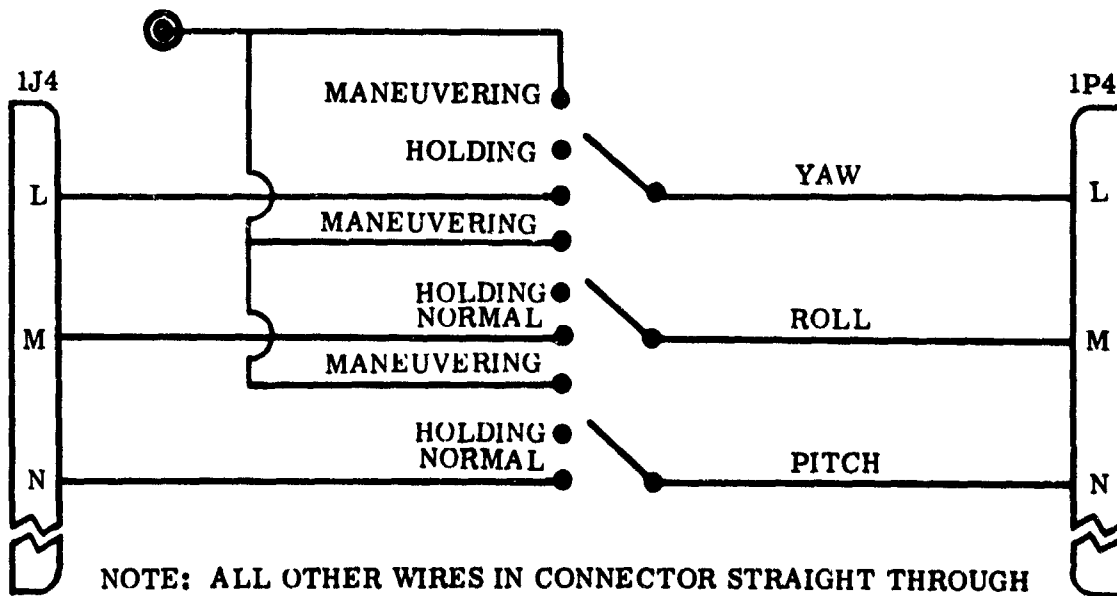 1J4
1P4
MANEUVERING
HOLDING
YAW
L
L
MANEUVERING
HOLDING
NORMAL
ROLL
M
M
MANEUVERING
HOLDING
NORMAL
PITCH
N
N
NOTE: ALL OTHER WIRES IN CONNECTOR STRAIGHT THROUGH